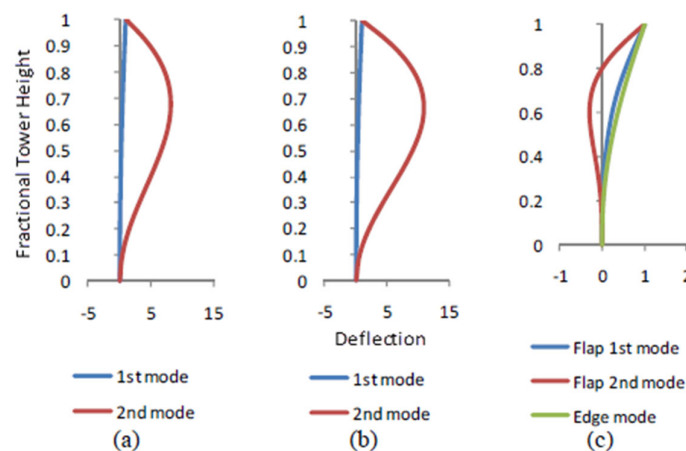 Fractional Tower Height
1
0.9
0.8
0.7
0.6
0.5
0.4
0.3
0.2
0.1
0
-5 5 15
1st mode
2nd mode
(a)
1
0.9
0.8
0.7
0.6
0.5
0.4
0.3
0.2
0.1
0
-5 5 15
Deflection
1st mode
2nd mode
(b)
1
0.8
0.6
0.4
0.2
0
-1 0 1 2
Flap 1st mode
Flap 2nd mode
Edge mode
(c)